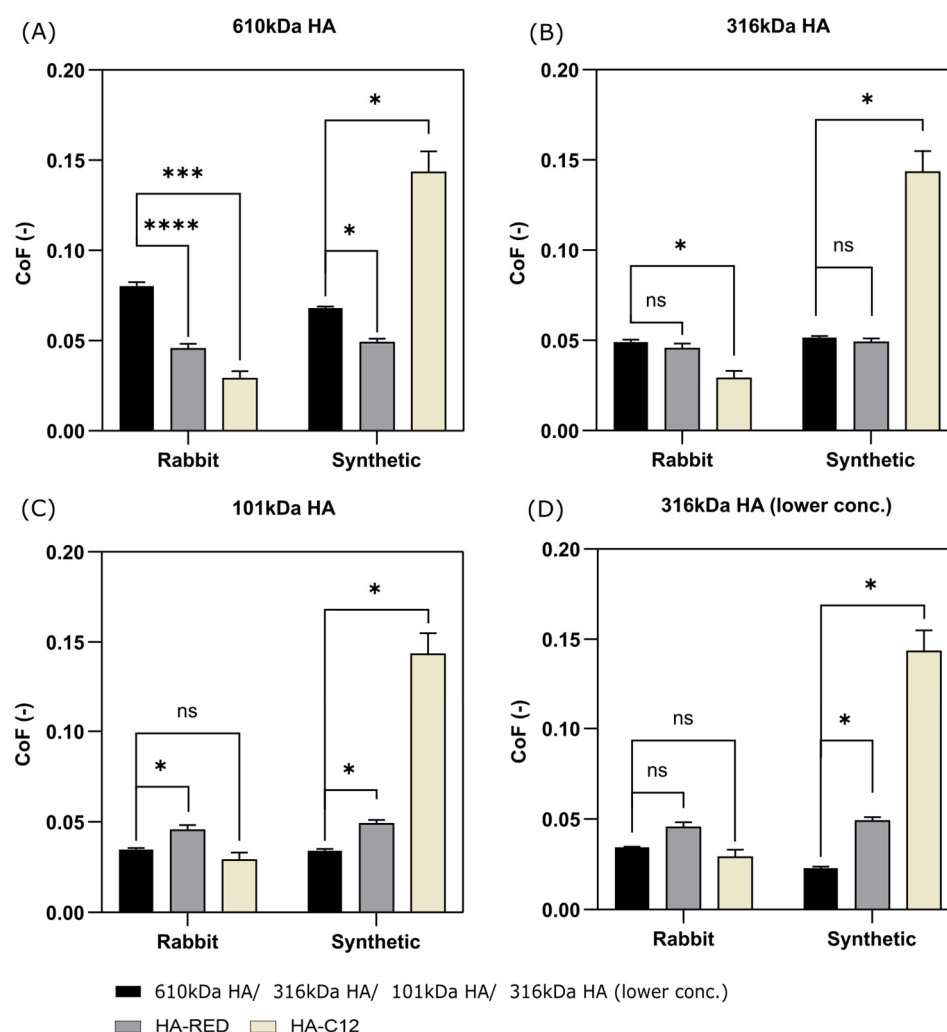 (A)
610kDa HA
0.20
0.15
0.10
0.05
0.00
CoF (-)
***
****
*
*
Rabbit
Synthetic
(B)
316kDa HA
0.20
0.15
0.10
0.05
0.00
CoF (-)
*
ns
*
ns
Rabbit
Synthetic
(C)
101kDa HA
0.20
0.15
0.10
0.05
0.00
CoF (-)
ns
*
*
*
Rabbit
Synthetic
(D)
316kDa HA (lower conc.)
0.20
0.15
0.10
0.05
0.00
CoF (-)
ns
ns
*
*
Rabbit
Synthetic
610kDa HA/ 316kDa HA/ 101kDa HA/ 316kDa HA (lower conc.)
HA-RED HA-C12